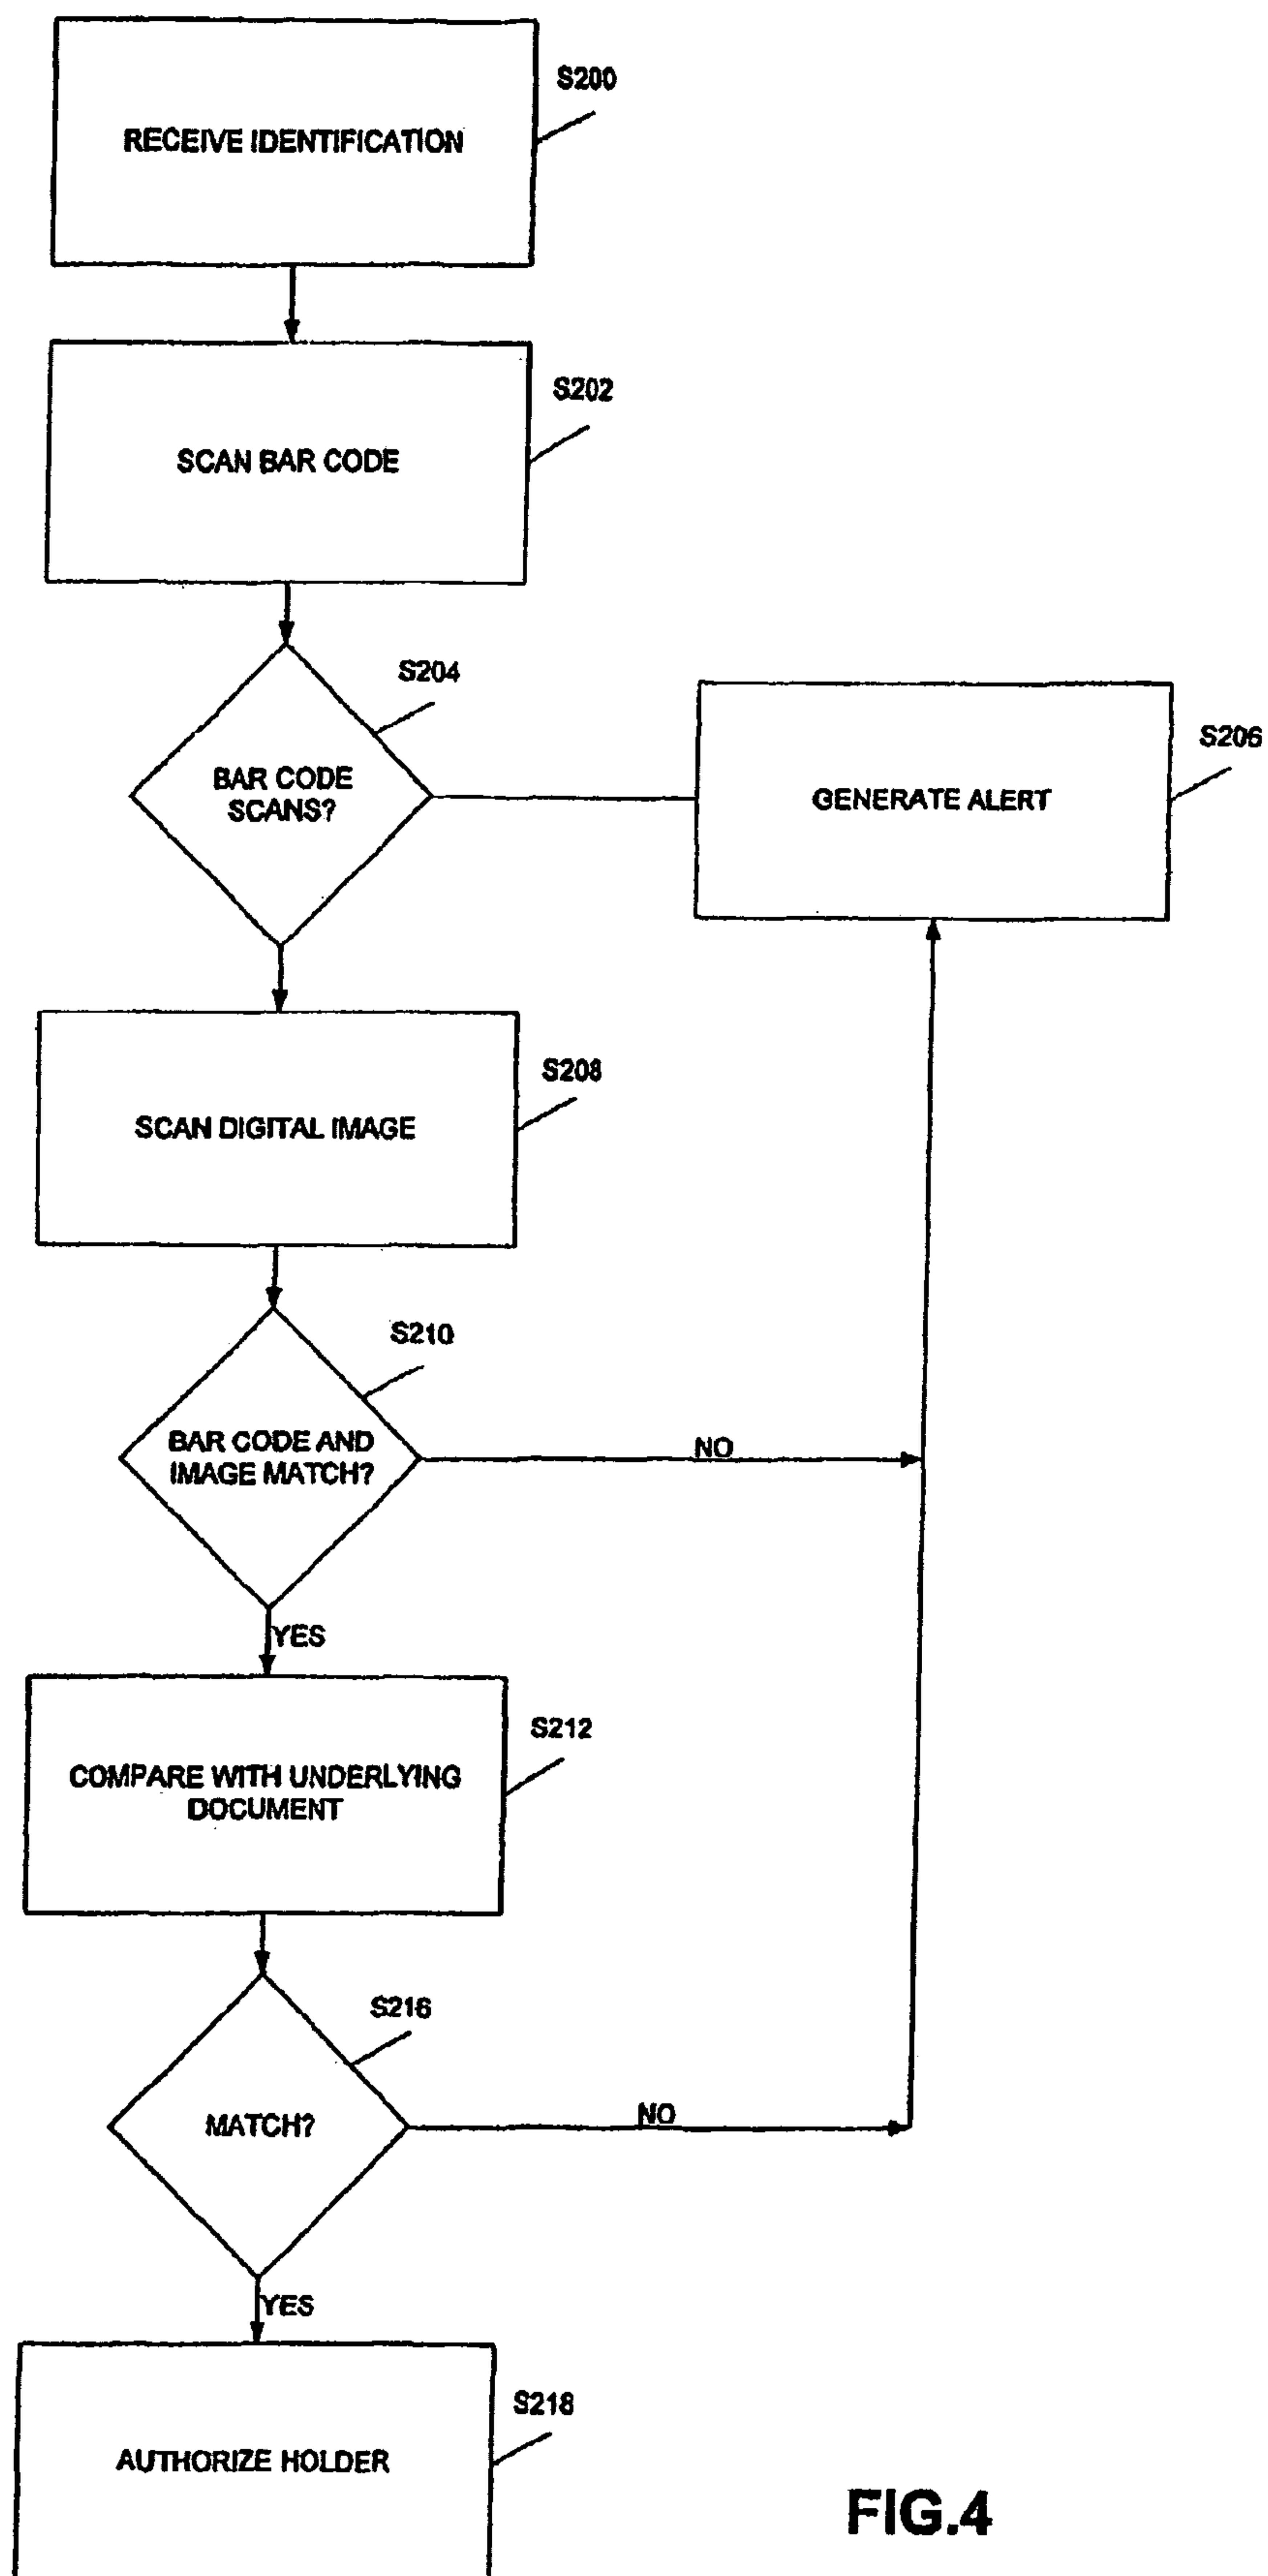 S200
RECEIVE IDENTIFICATION
S202
SCAN BAR CODE
S204
BAR CODE
SCANS?
S206
GENERATE ALERT
S208
SCAN DIGITAL IMAGE
S210
BAR CODE AND
IMAGE MATCH?
NO
YES
S212
COMPARE WITH UNDERLYING
DOCUMENT
S216
MATCH?
NO
YES
S218
AUTHORIZE HOLDER
FIG.4